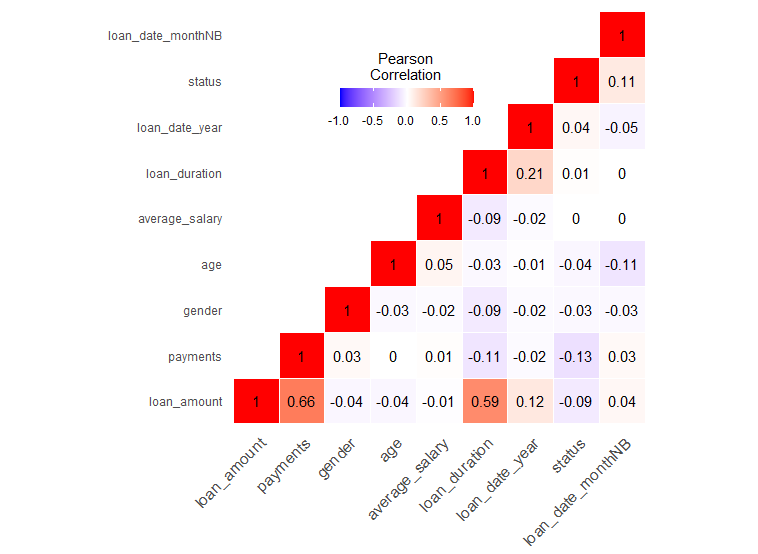 loan_date_monthNB 1
Pearson
Correlation
-1.0 -0.5 0.0 0.5 1.0
status 1 0.11
loan_date_year 1 0.04 -0.05
loan_duration 1 0.21 0.01 0
average_salary 1 -0.09 -0.02 0 0
age 1 0.05 -0.03 -0.01 -0.04 -0.11
gender 1 -0.03 -0.02 -0.09 -0.02 -0.03 -0.03
payments 1 0.03 0 0.01 -0.11 -0.02 -0.13 0.03
loan_amount 1 0.66 -0.04 -0.04 -0.01 0.59 0.12 -0.09 0.04
loan_amount
payments
gender
age
average_salary
loan_duration
loan_date_year
status
loan_date_monthNB